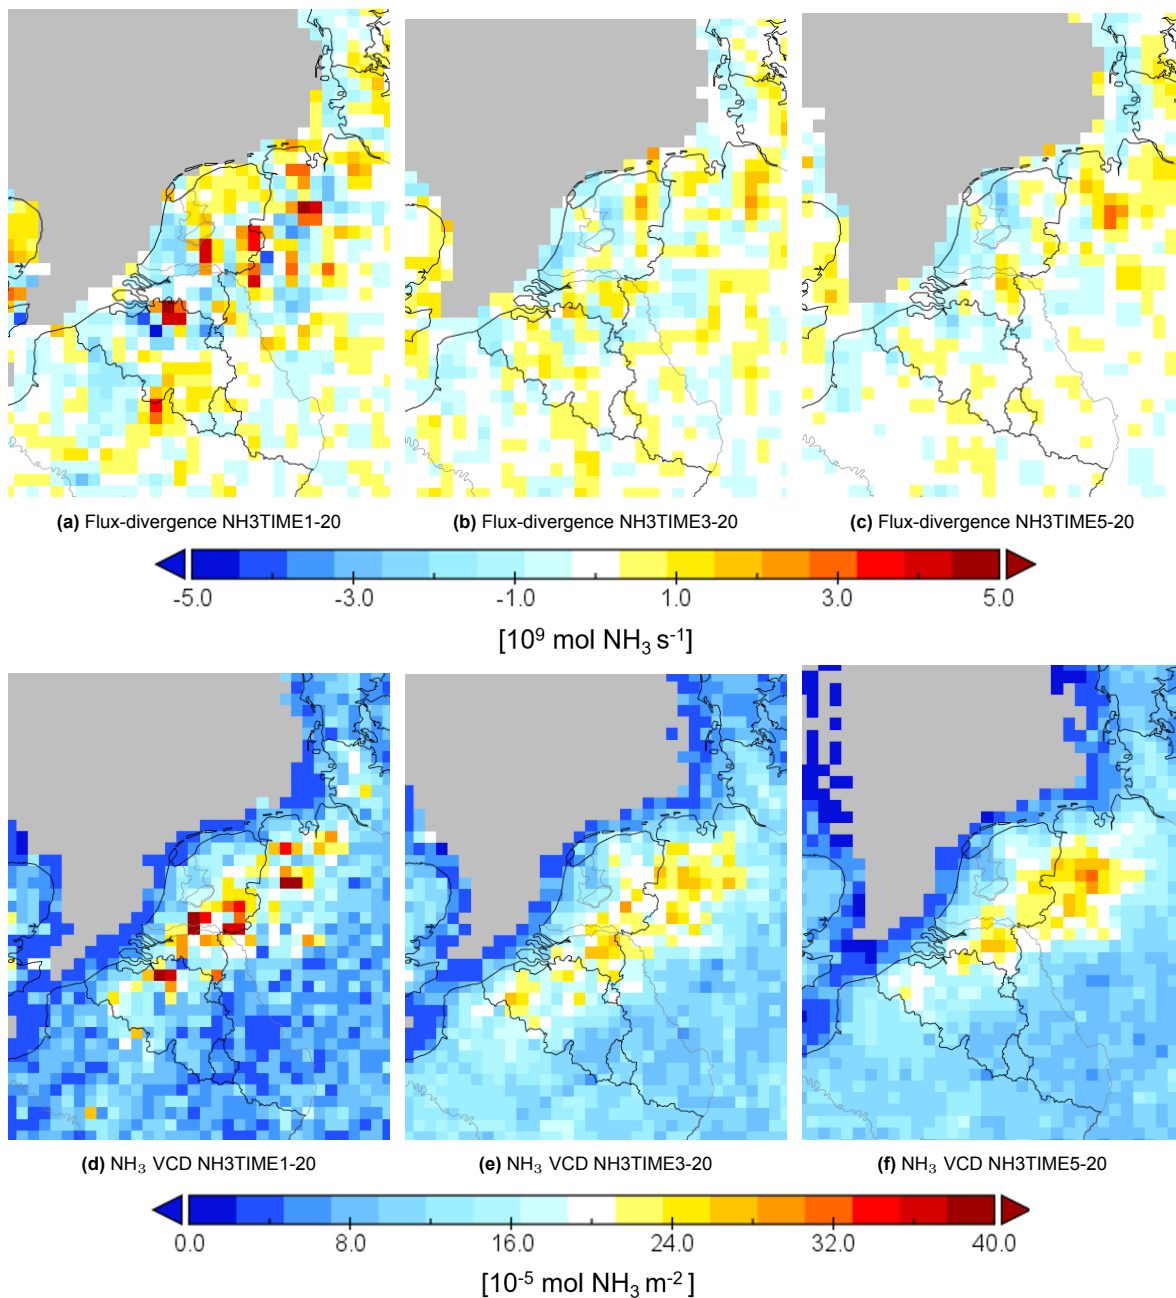 (a) Flux-divergence NH3TIME1-20
(b) Flux-divergence NH3TIME3-20
(c) Flux-divergence NH3TIME5-20
-5.0 -3.0 -1.0 1.0 3.0 5.0
[10⁹ mol NH₃ s⁻¹]
(d) NH₃ VCD NH3TIME1-20
(e) NH₃ VCD NH3TIME3-20
(f) NH₃ VCD NH3TIME5-20
0.0 8.0 16.0 24.0 32.0 40.0
[10⁻⁵ mol NH₃ m⁻²]